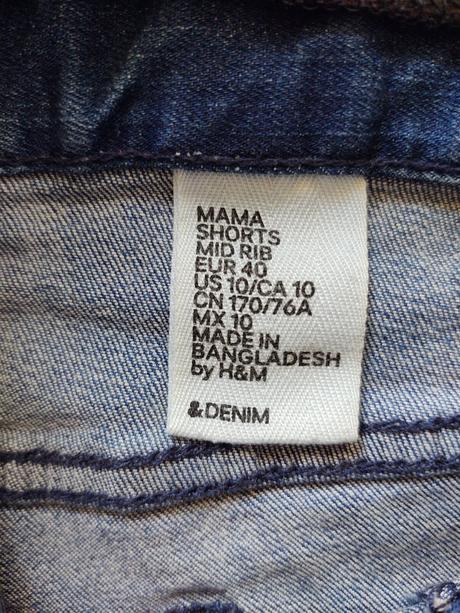 MAMA
SHORTS
MID RIB
EUR 40
US 10/CA 10
CN 170/76A
MX 10
MADE IN
BANGLADESH
by H&M
&DENIM